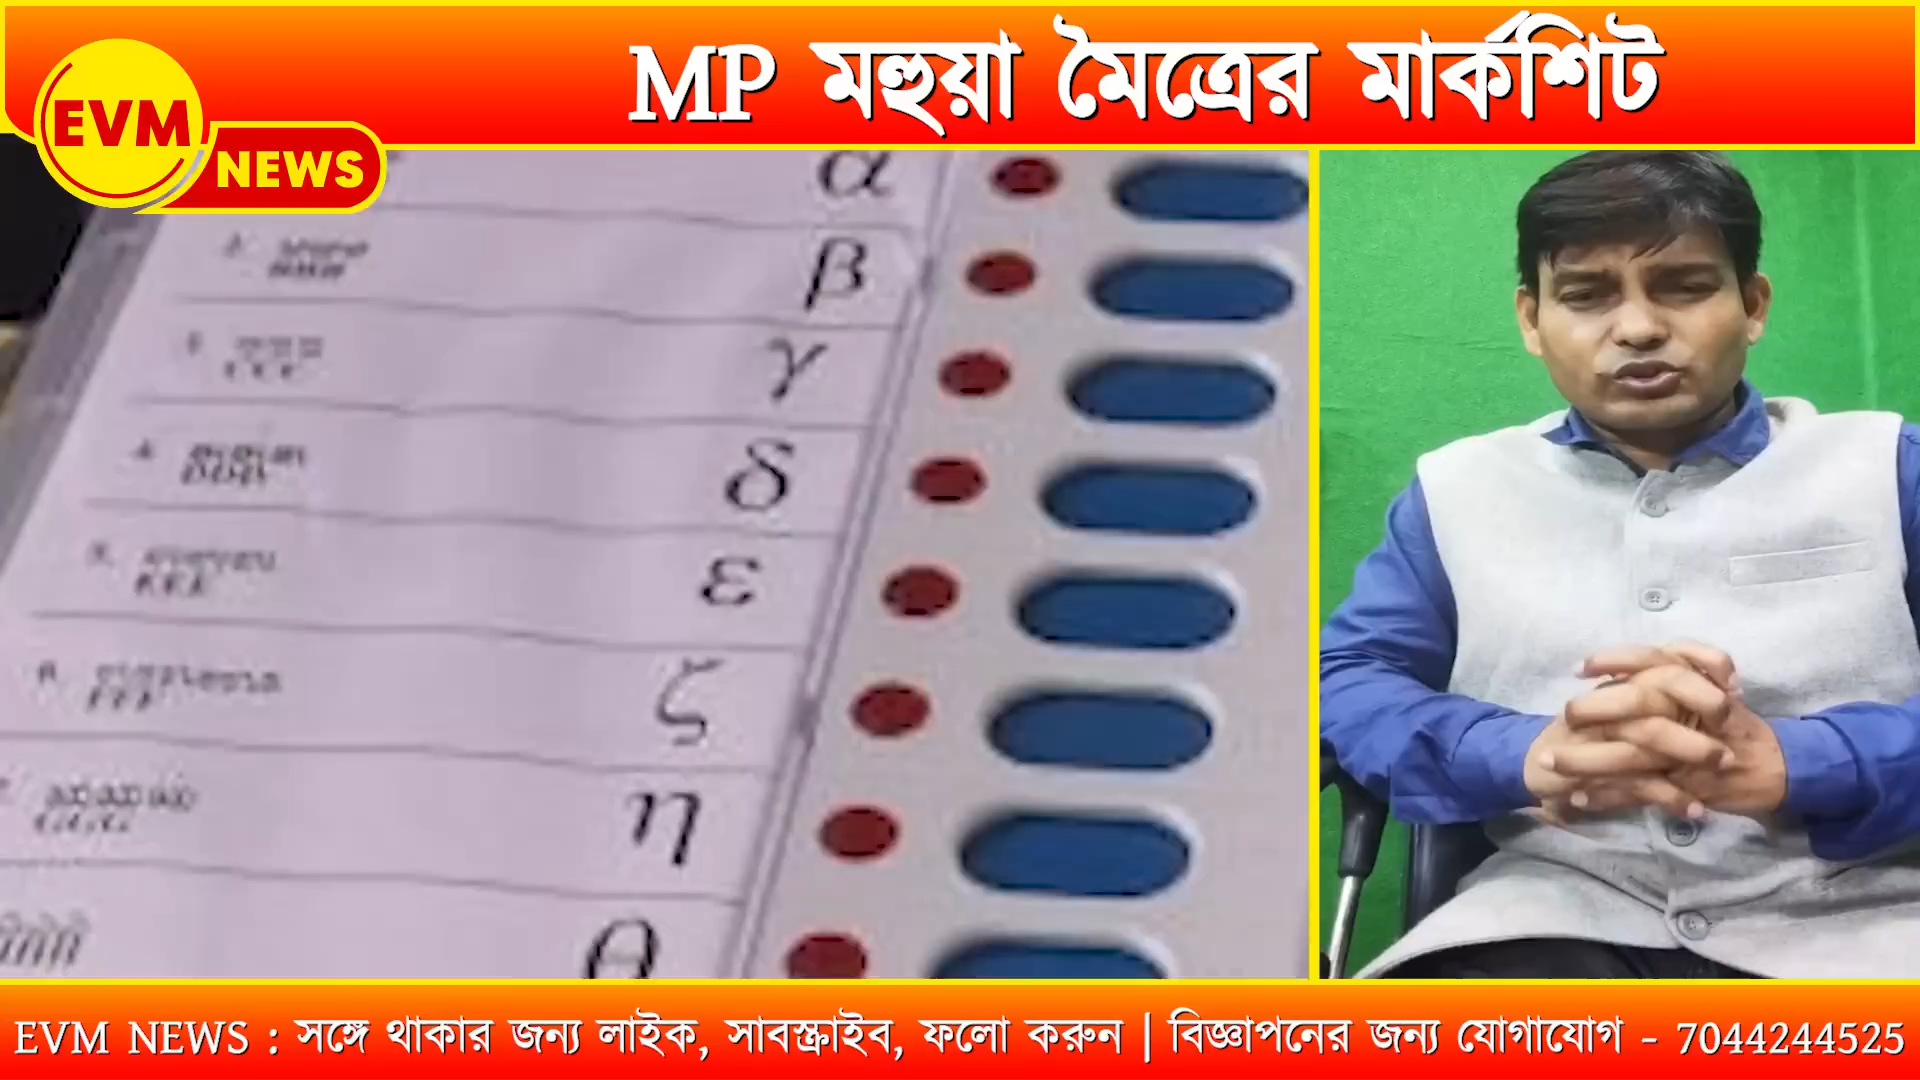 MP মহুয়া মৈত্রের মার্কশিট
EVM
NEWS
α
β
γ
δ
ε
ζ
η
θ
EVM NEWS : সঙ্গে থাকার জন্য লাইক, সাবস্ক্রাইব, ফলো করুন | বিজ্ঞাপনের জন্য যোগাযোগ - 7044244525